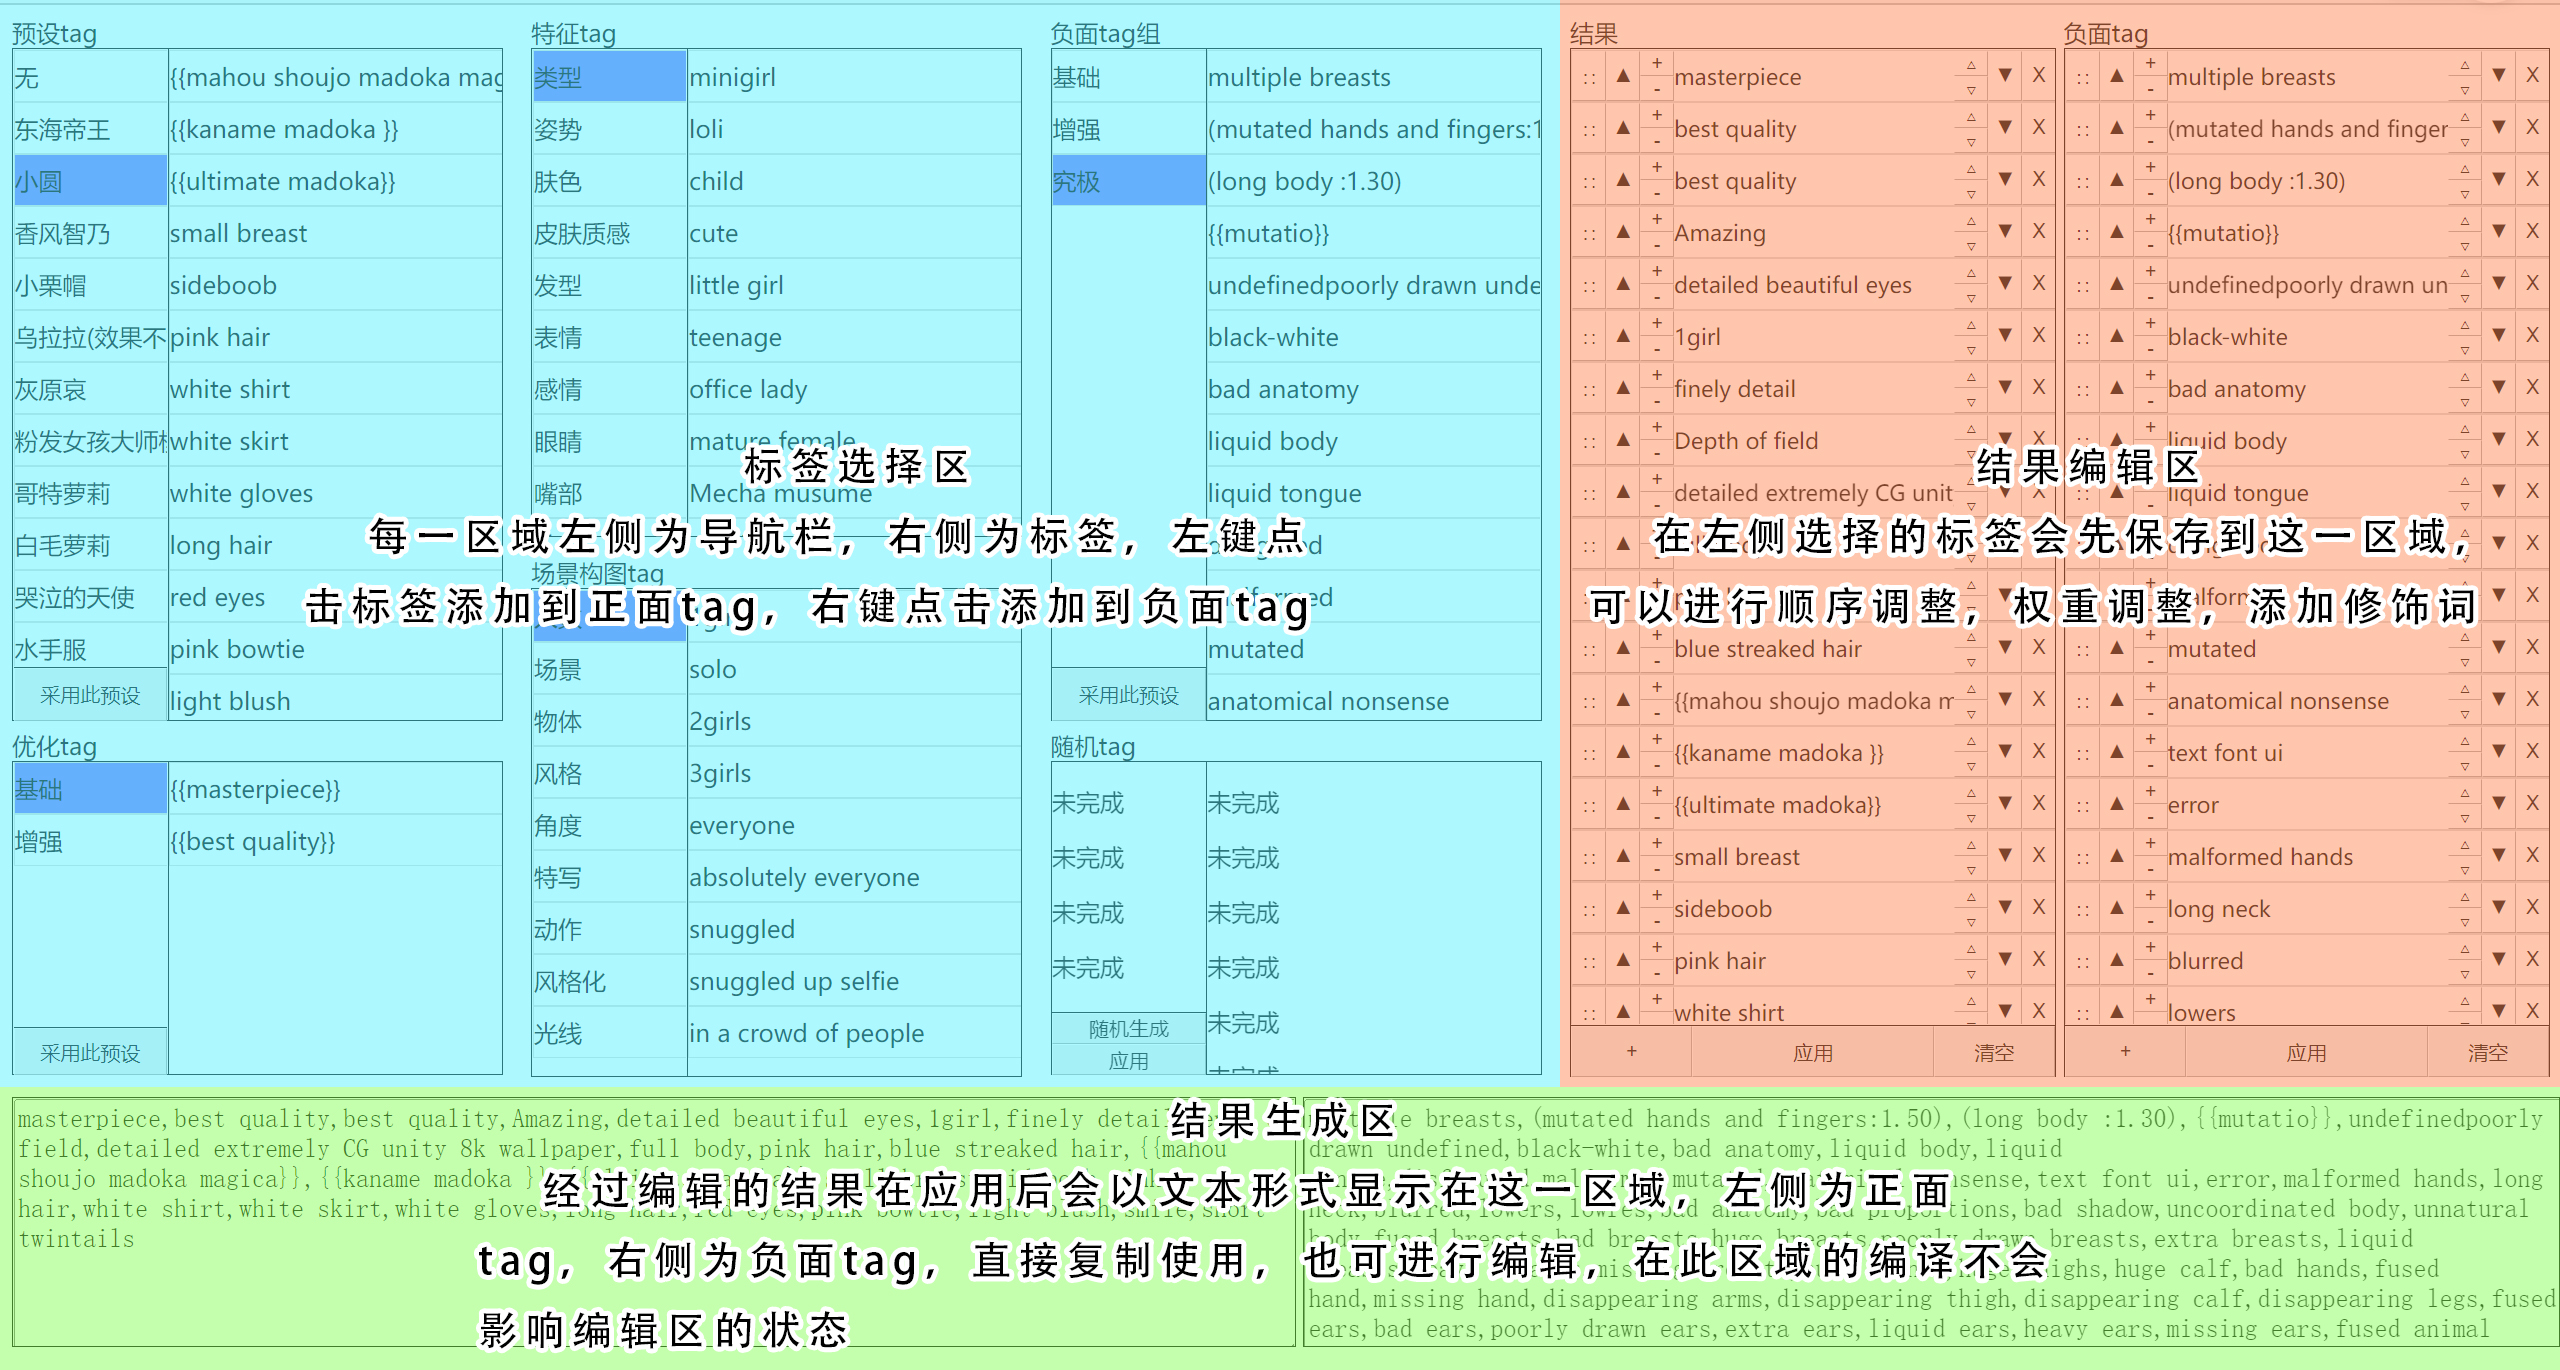 预设tag
无
东海帝王
小圆
香风智乃
小栗帽
乌拉拉(效果不
灰原哀
粉发女孩大师
哥特萝莉
白毛萝莉
哭泣的天使
水手服
采用此预设
{{mahou shoujo madoka mag
{{kaname madoka }}
{{ultimate madoka}}
small breast
sideboob
pink hair
white shirt
white skirt
white gloves
long hair
red eyes
pink bowtie
light blush
优化tag
基础
增强
采用此预设
{{masterpiece}}
{{best quality}}
特征tag
类型
姿势
肤色
皮肤质感
发型
表情
感情
眼睛
嘴部
minigirl
loli
child
cute
little girl
teenage
office lady
mature female
Mecha musume
场景构图tag
场景
物体
风格
角度
特写
动作
风格化
光线
solo
2girls
3girls
everyone
absolutely everyone
snuggled
snuggled up selfie
in a crowd of people
负面tag组
基础
增强
究极
采用此预设
multiple breasts
(mutated hands and fingers:1
(long body :1.30)
{{mutatio}}
undefinedpoorly drawn unde
black-white
bad anatomy
liquid body
liquid tongue
mutated
anatomical nonsense
随机tag
未完成
未完成
未完成
未完成
随机生成
应用
未完成
未完成
未完成
未完成
未完成
未完成
标签选择区
每一区域左侧为导航栏，右侧为标签，左键点
击标签添加到正面tag，右键点击添加到负面tag
结果
:: ▲ + - masterpiece △ ▽ ▼ X
:: ▲ + - best quality △ ▽ ▼ X
:: ▲ + - best quality △ ▽ ▼ X
:: ▲ + - Amazing △ ▽ ▼ X
:: ▲ + - detailed beautiful eyes △ ▽ ▼ X
:: ▲ + - 1girl △ ▽ ▼ X
:: ▲ + - finely detail △ ▽ ▼ X
:: ▲ + - Depth of field △ ▽ ▼ X
:: ▲ + - detailed extremely CG unit
:: ▲ + - blue streaked hair △ ▽ ▼ X
:: ▲ + - {{mahou shoujo madoka m △ ▽ ▼ X
:: ▲ + - {{kaname madoka }} △ ▽ ▼ X
:: ▲ + - {{ultimate madoka}} △ ▽ ▼ X
:: ▲ + - small breast △ ▽ ▼ X
:: ▲ + - sideboob △ ▽ ▼ X
:: ▲ + - pink hair △ ▽ ▼ X
:: ▲ + - white shirt △ ▼ X
+ 应用 清空
负面tag
:: ▲ + - multiple breasts △ ▽ ▼ X
:: ▲ + - (mutated hands and finger △ ▽ ▼ X
:: ▲ + - (long body :1.30) △ ▽ ▼ X
:: ▲ + - {{mutatio}} △ ▽ ▼ X
:: ▲ + - undefinedpoorly drawn un △ ▽ ▼ X
:: ▲ + - black-white △ ▽ ▼ X
:: ▲ + - bad anatomy △ ▽ ▼ X
:: ▲ + - liquid body △ ▽ ▼ X
liquid tongue △ ▽ ▼ X
:: ▲ + - mutated △ ▽ ▼ X
:: ▲ + - anatomical nonsense △ ▽ ▼ X
:: ▲ + - text font ui △ ▽ ▼ X
:: ▲ + - error △ ▽ ▼ X
:: ▲ + - malformed hands △ ▽ ▼ X
:: ▲ + - long neck △ ▽ ▼ X
:: ▲ + - blurred △ ▽ ▼ X
:: ▲ + - lowers △ ▼ X
+ 应用 清空
结果编辑区
在左侧选择的标签会先保存到这一区域，
可以进行顺序调整，权重调整，添加修饰词
masterpiece,best quality,best quality,Amazing,detailed beautiful eyes,1girl,finely detail
field,detailed extremely CG unity 8k wallpaper,full body,pink hair,blue streaked hair,{{mahou
shoujo madoka magica}},{{kaname madoka }
hair,white shirt,white skirt,white gloves,long hair,red eyes,pink bowtie,light blush,smile,short
twintails
breasts,(mutated hands and fingers:1.50),(long body :1.30),{{mutatio}},undefinedpoorly
drawn undefined,black-white,bad anatomy,liquid body,liquid
nsense,text font ui,error,malformed hands,long
neck,blurred,lowers,lowres,bad anatomy,bad proportions,bad shadow,uncoordinated body,unnatural
body,fused breasts,bad breasts,huge breasts,poorly drawn breasts,extra breasts,liquid
highs,huge calf,bad hands,fused
hand,missing hand,disappearing arms,disappearing thigh,disappearing calf,disappearing legs,fused
ears,bad ears,poorly drawn ears,extra ears,liquid ears,heavy ears,missing ears,fused animal
结果生成区
经过编辑的结果在应用后会以文本形式显示在这一区域，左侧为正面
tag，右侧为负面tag，直接复制使用，也可进行编辑，在此区域的编译不会
影响编辑区的状态